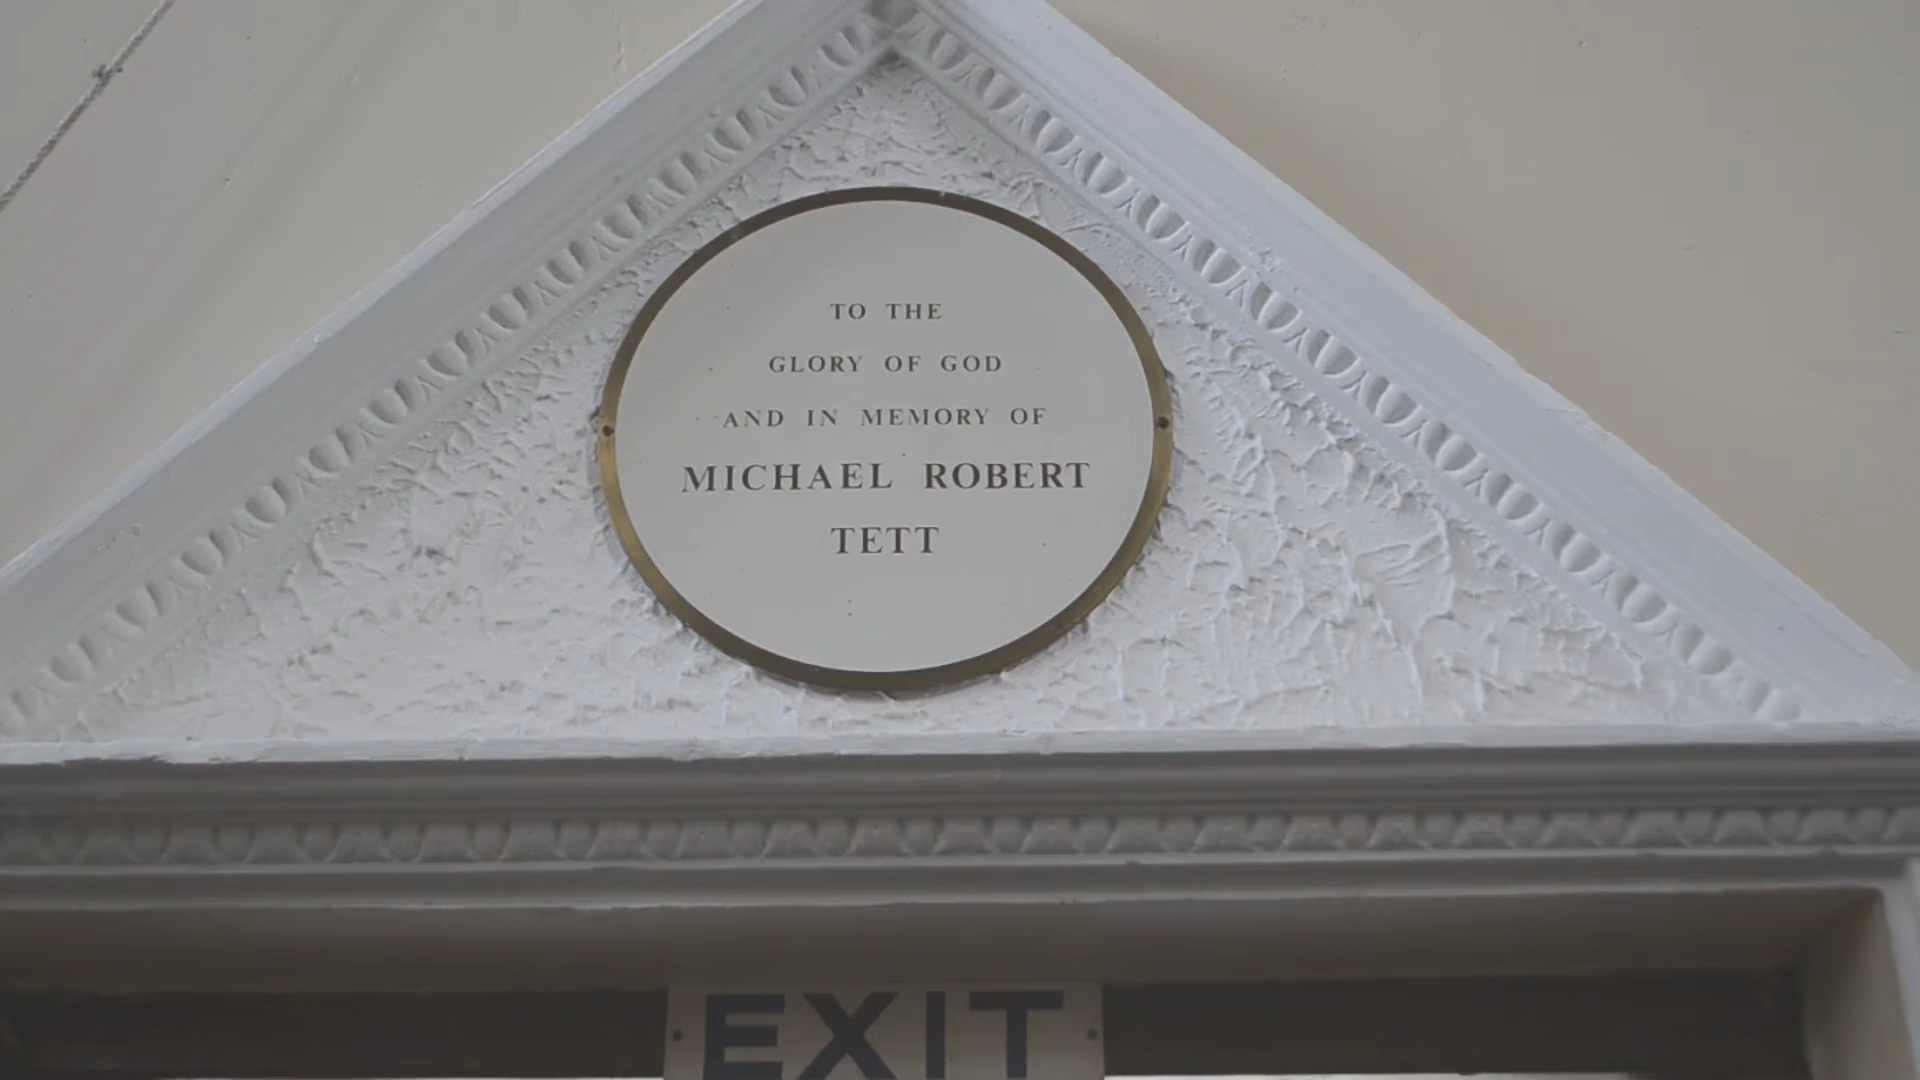 TO THE
GLORY OF GOD
AND IN MEMORY OF
MICHAEL ROBERT
TETT
EXIT